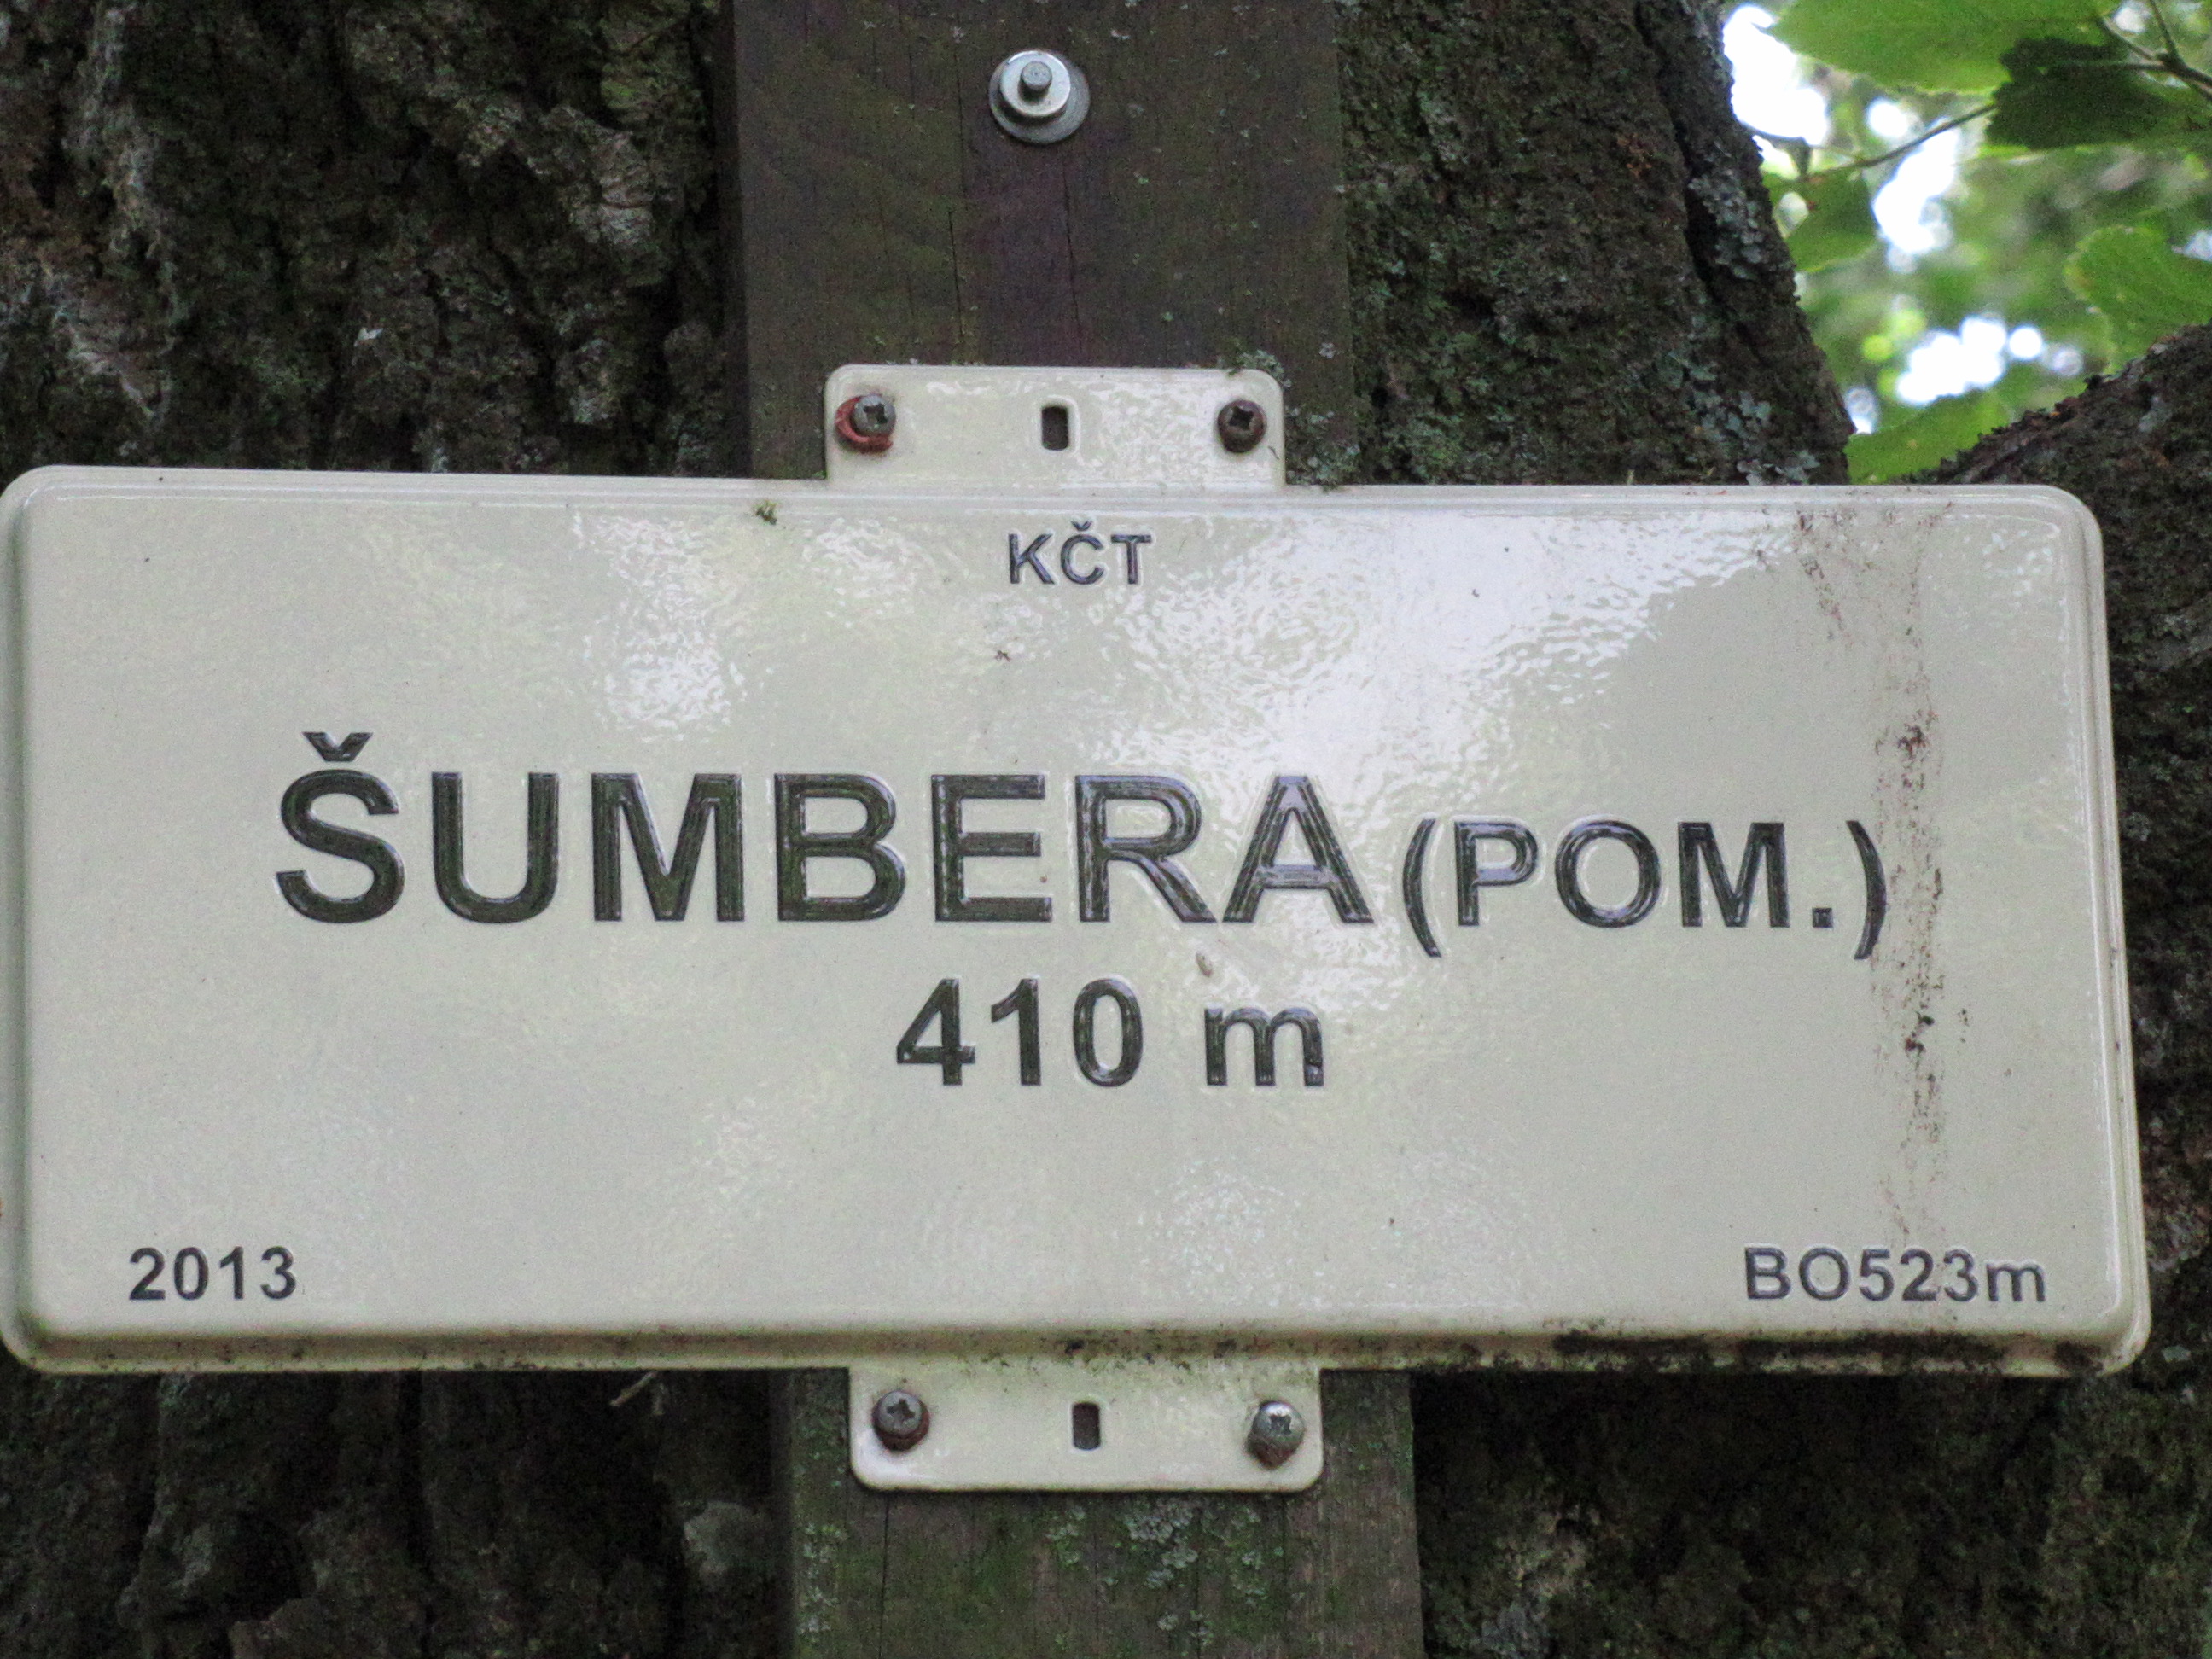 KČT
ŠUMBERA (POM.)
410 m
2013 BO523m